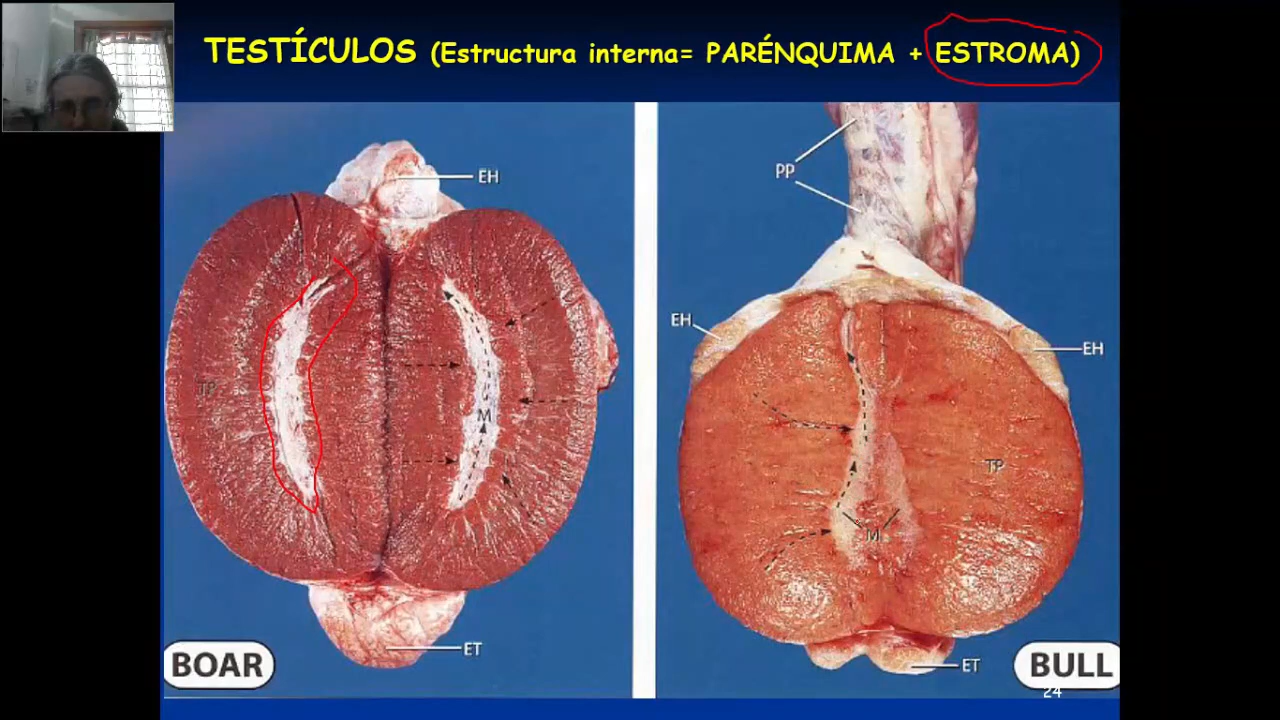 TESTÍCULOS (Estructura interna= PARÉNQUIMA + ESTROMA)
EH
TP
M
ET
BOAR
PP
EH
EH
TP
M
ET
BULL
24